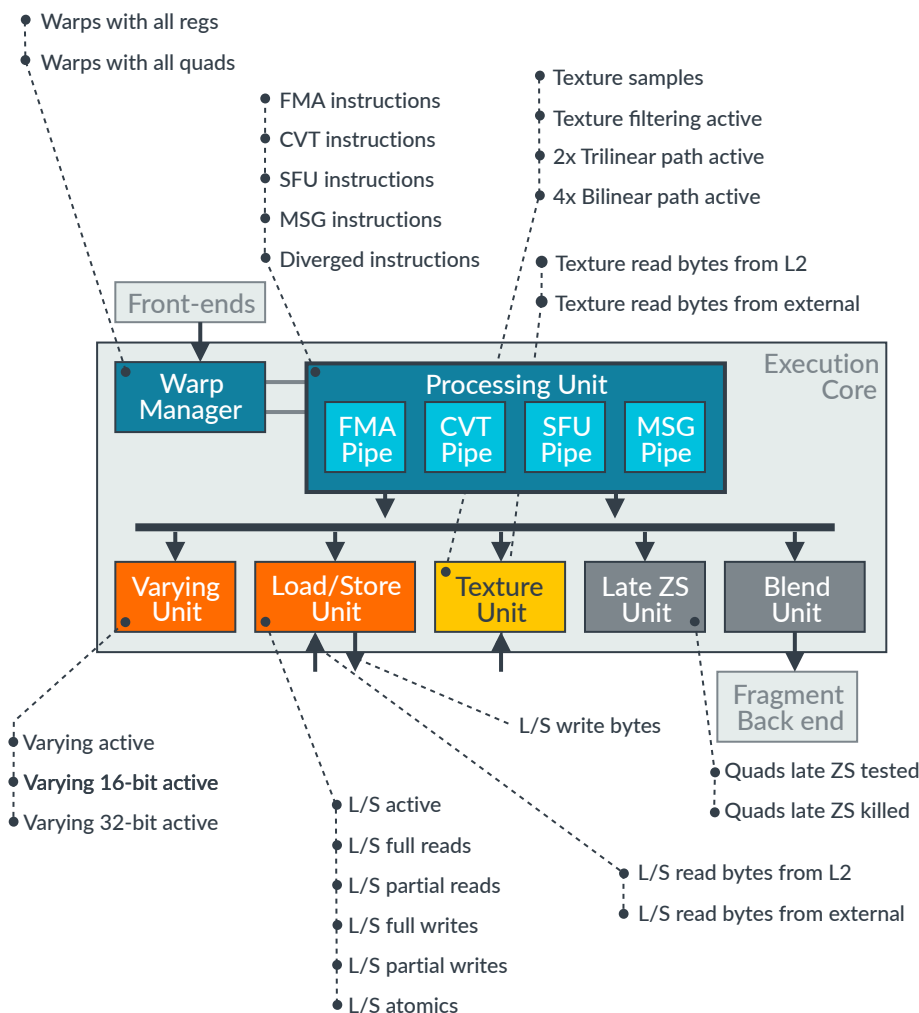 Warps with all regs
Warps with all quads
FMA instructions
CVT instructions
SFU instructions
MSG instructions
Diverged instructions
Texture samples
Texture filtering active
2x Trilinear path active
4x Bilinear path active
Texture read bytes from L2
Texture read bytes from external
Front-ends
Execution
Core
Warp
Manager
Processing Unit
FMA
Pipe
CVT
Pipe
SFU
Pipe
MSG
Pipe
Varying
Unit
Load/Store
Unit
Texture
Unit
Late ZS
Unit
Blend
Unit
Fragment
Back end
L/S write bytes
Varying active
Varying 16-bit active
Varying 32-bit active
Quads late ZS tested
Quads late ZS killed
L/S active
L/S full reads
L/S partial reads
L/S full writes
L/S partial writes
L/S atomics
L/S read bytes from L2
L/S read bytes from external